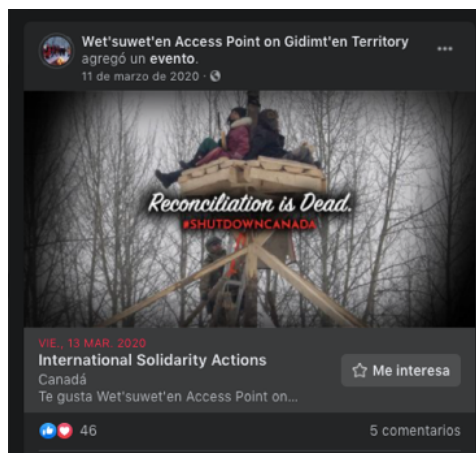 Wet'suwet'en Access Point on Gidimt'en Territory
agregó un evento.
11 de marzo de 2020 ·
Reconciliation is Dead.
#SHUTDOWNCANADA
VIE., 13 MAR. 2020
International Solidarity Actions
Canadá
Te gusta Wet'suwet'en Access Point on...
Me interesa
46
5 comentarios